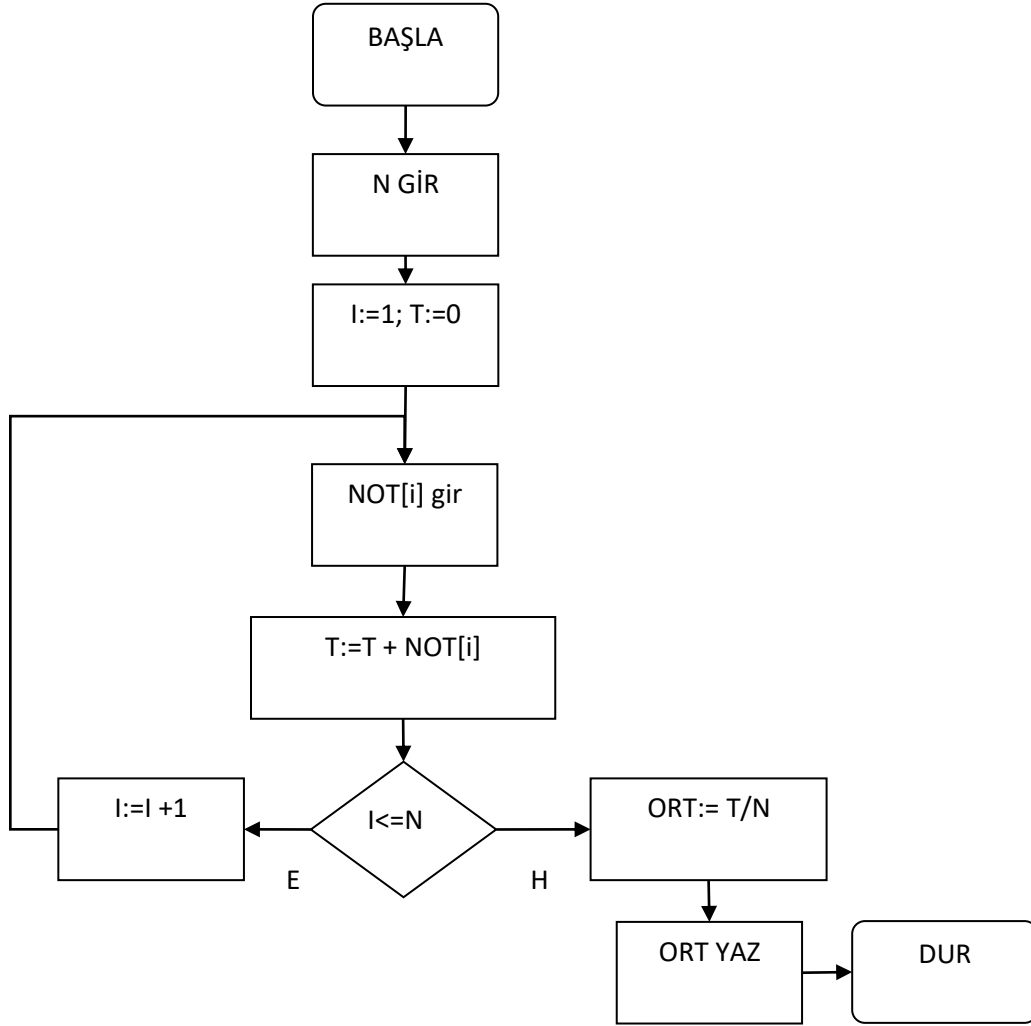 BAŞLA
N GİR
I:=1; T:=0
NOT[i] gir
T:=T + NOT[i]
I:=I +1
I<=N
ORT:= T/N
E
H
ORT YAZ
DUR